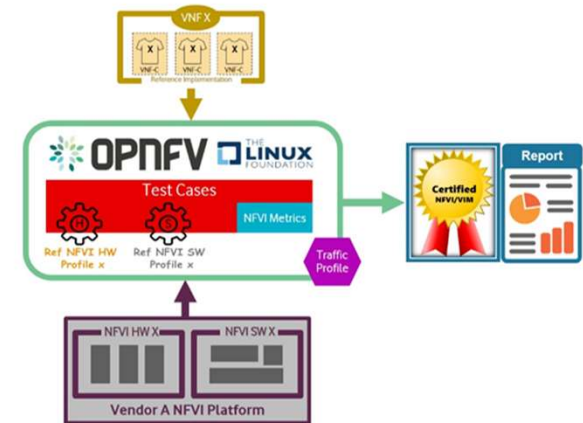 VNF X
X X X
VNF-C VNF-C VNF-C
Reference Implementation
OPNFV THE
LINUX
FOUNDATION
Test Cases
H S NFVI Metrics
Ref NFVI HW
Profile x
Ref NFVI SW
Profile x
Traffic
Profile
Certified
NFVI/VIM
Report
NFVI HW X NFVI SW X
Vendor A NFVI Platform